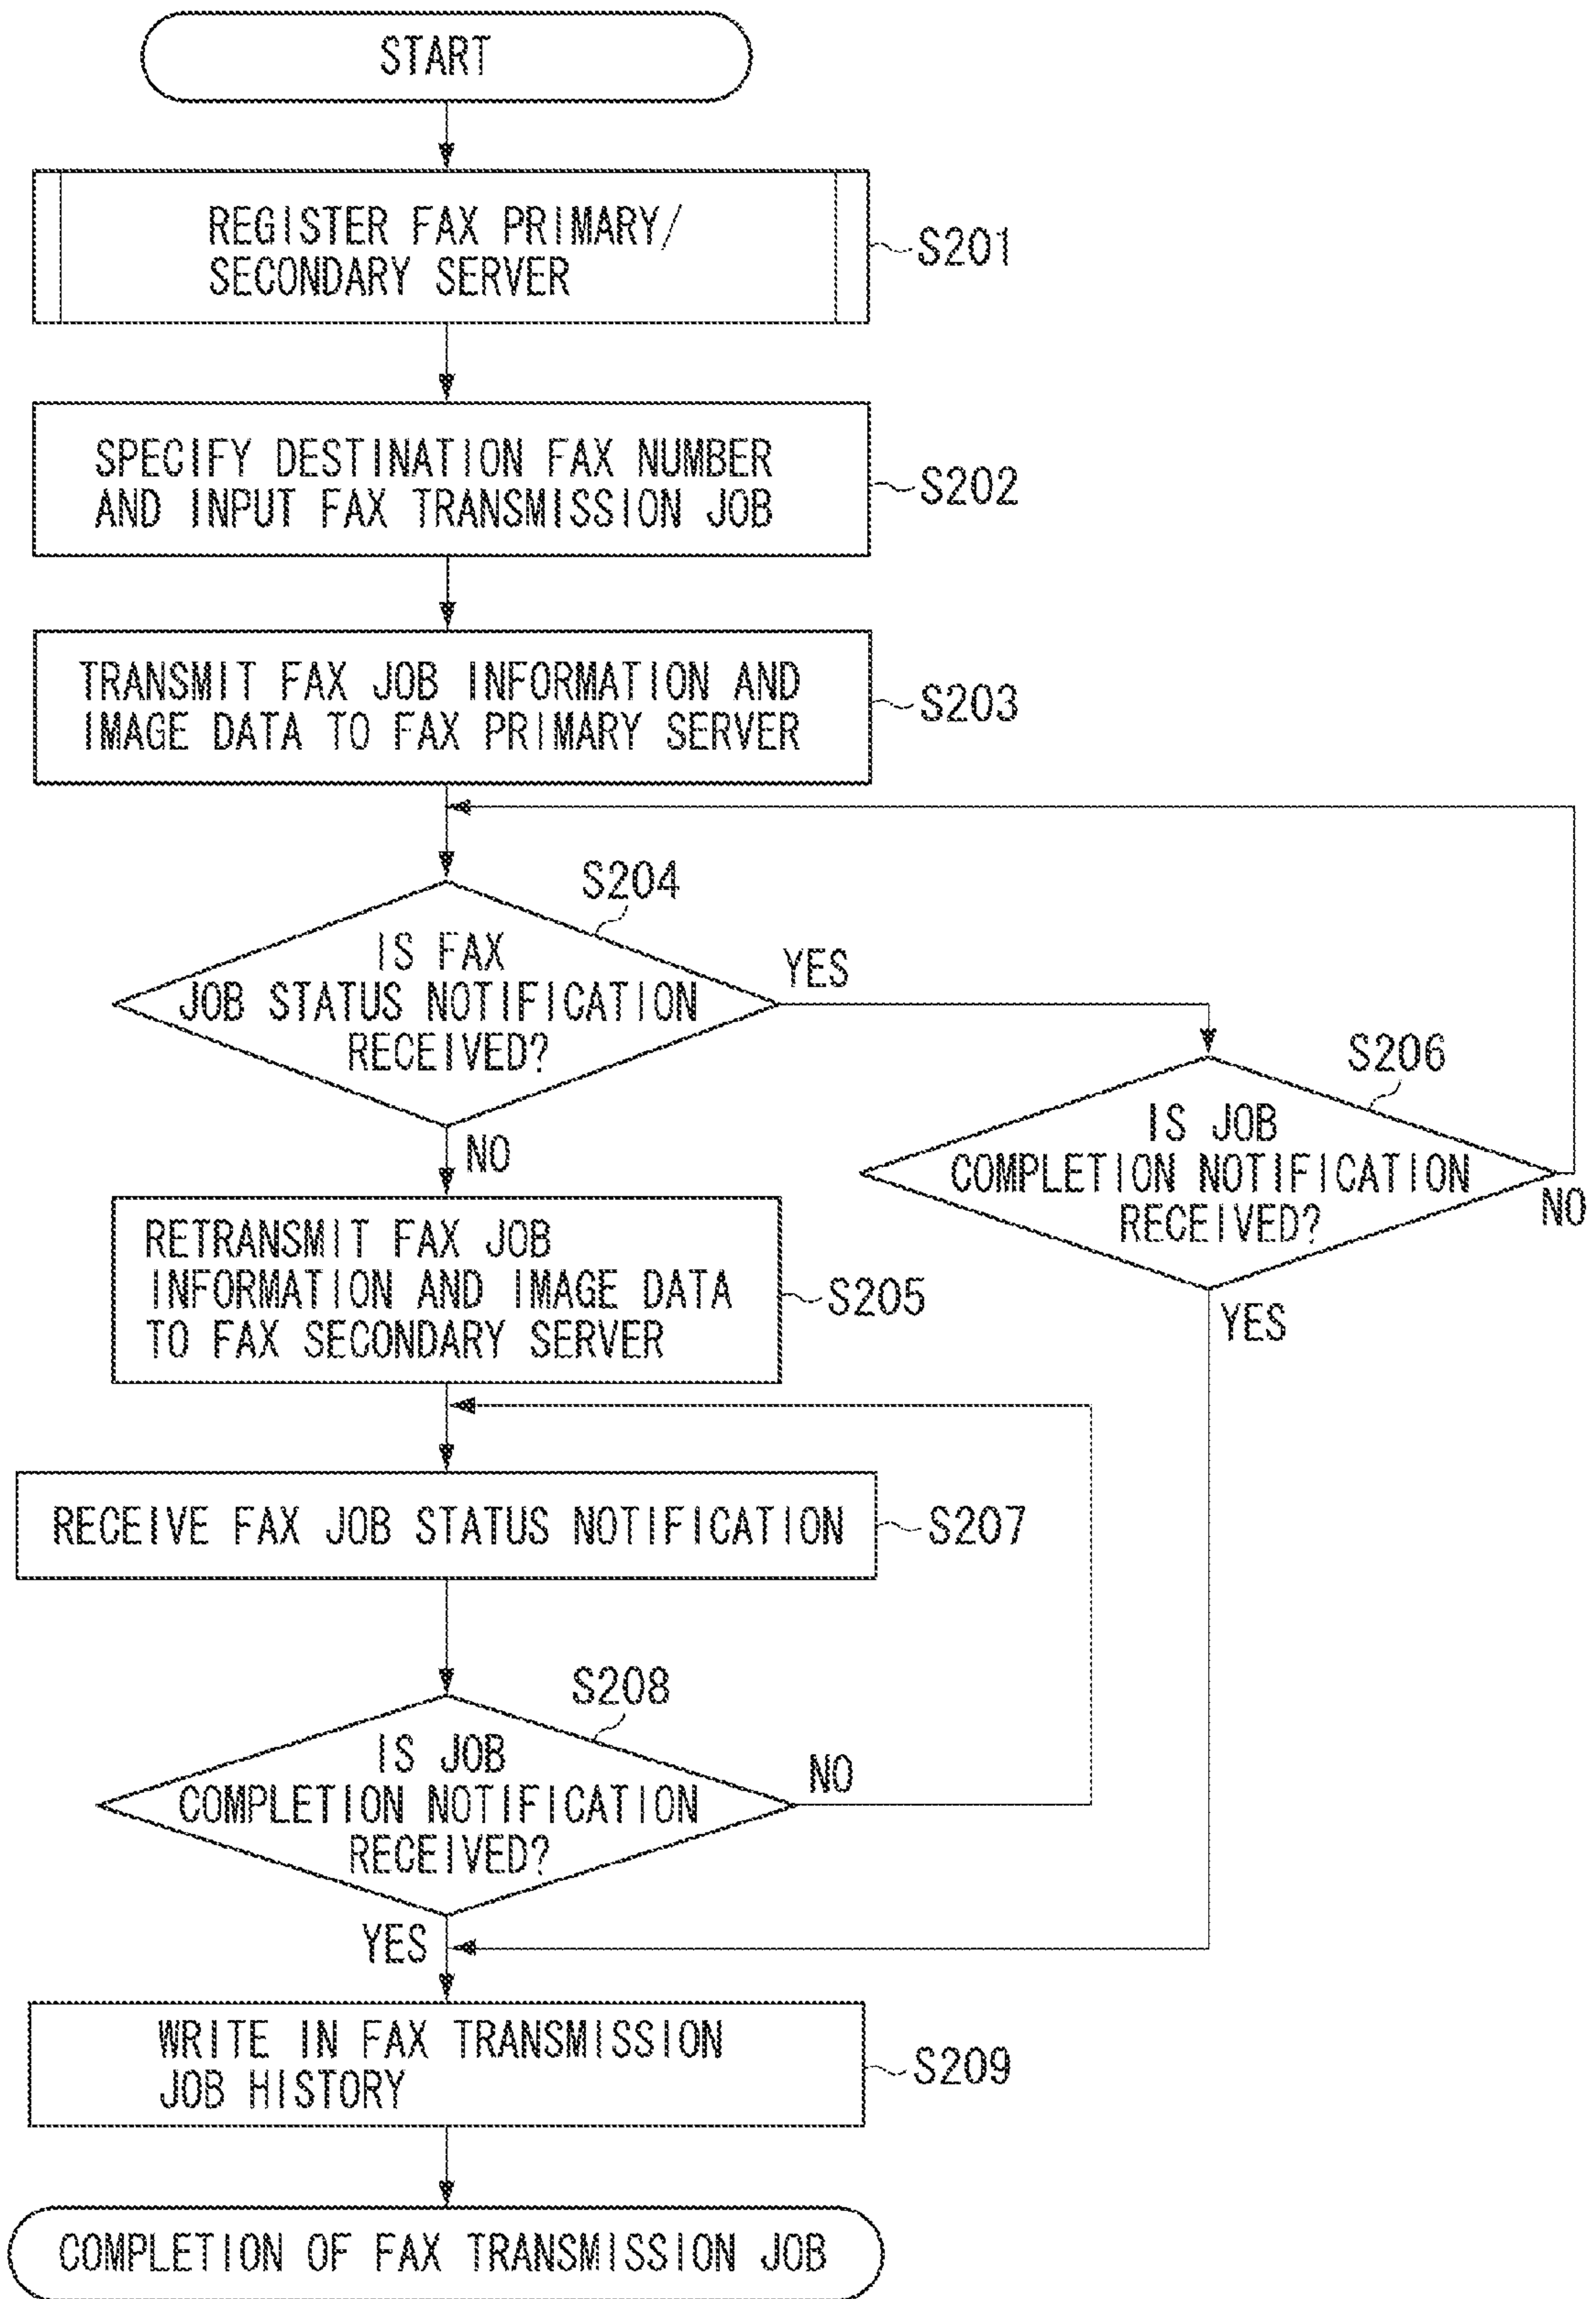 START
REGISTER FAX PRIMARY/
SECONDARY SERVER
S201
SPECIFY DESTINATION FAX NUMBER
AND INPUT FAX TRANSMISSION JOB
S202
TRANSMIT FAX JOB INFORMATION AND
IMAGE DATA TO FAX PRIMARY SERVER
S203
S204
IS FAX
JOB STATUS NOTIFICATION
RECEIVED?
YES
NO
S206
IS JOB
COMPLETION NOTIFICATION
RECEIVED?
NO
YES
RETRANSMIT FAX JOB
INFORMATION AND IMAGE DATA
TO FAX SECONDARY SERVER
S205
RECEIVE FAX JOB STATUS NOTIFICATION
S207
S208
IS JOB
COMPLETION NOTIFICATION
RECEIVED?
NO
YES
WRITE IN FAX TRANSMISSION
JOB HISTORY
S209
COMPLETION OF FAX TRANSMISSION JOB